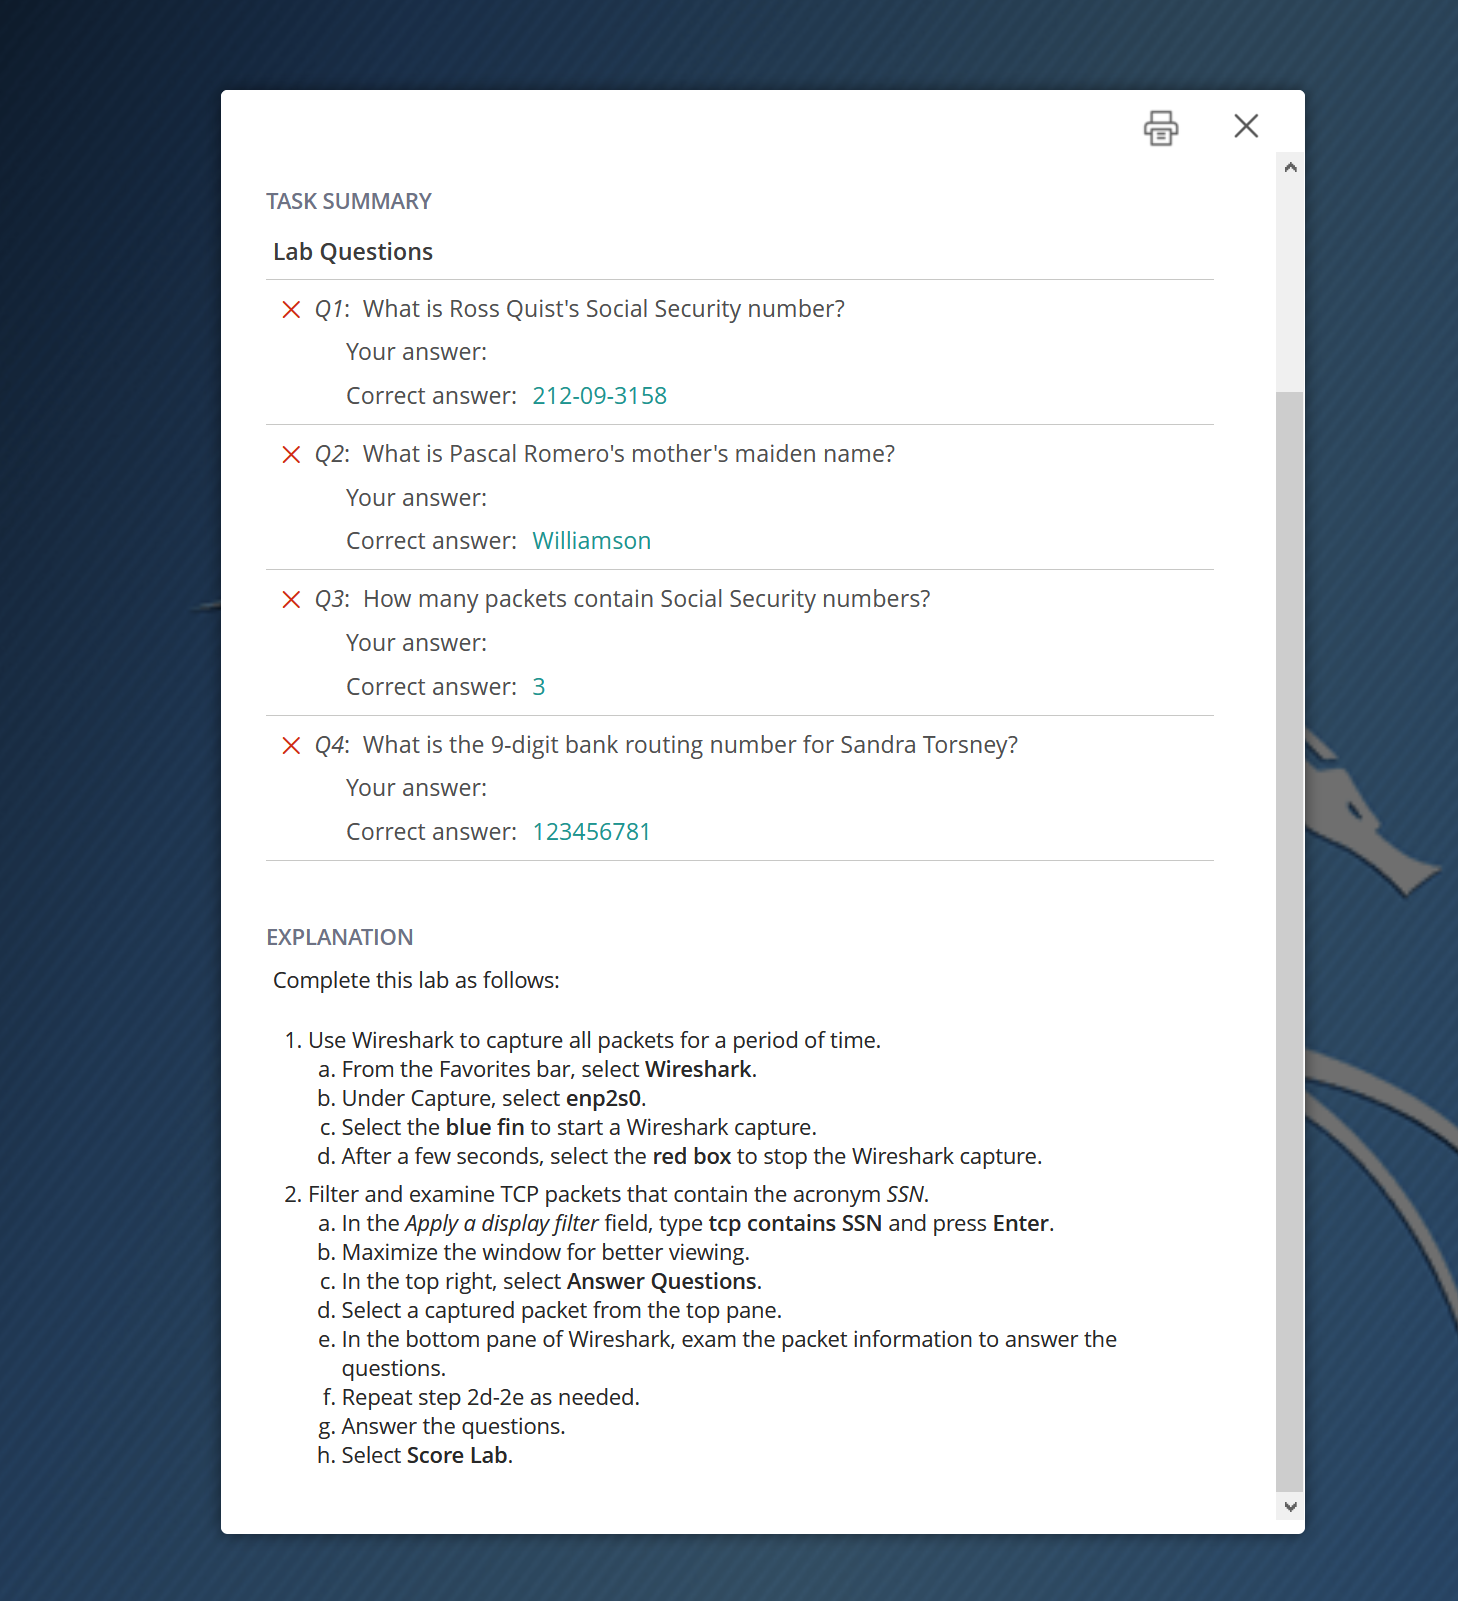 TASK SUMMARY
Lab Questions
Q1: What is Ross Quist's Social Security number?
Your answer:
Correct answer: 212-09-3158
Q2: What is Pascal Romero's mother's maiden name?
Your answer:
Correct answer: Williamson
Q3: How many packets contain Social Security numbers?
Your answer:
Correct answer: 3
Q4: What is the 9-digit bank routing number for Sandra Torsney?
Your answer:
Correct answer: 123456781
EXPLANATION
Complete this lab as follows:
1. Use Wireshark to capture all packets for a period of time.
a. From the Favorites bar, select Wireshark.
b. Under Capture, select enp2s0.
c. Select the blue fin to start a Wireshark capture.
d. After a few seconds, select the red box to stop the Wireshark capture.
2. Filter and examine TCP packets that contain the acronym SSN.
a. In the Apply a display filter field, type tcp contains SSN and press Enter.
b. Maximize the window for better viewing.
c. In the top right, select Answer Questions.
d. Select a captured packet from the top pane.
e. In the bottom pane of Wireshark, exam the packet information to answer the
questions.
f. Repeat step 2d-2e as needed.
g. Answer the questions.
h. Select Score Lab.